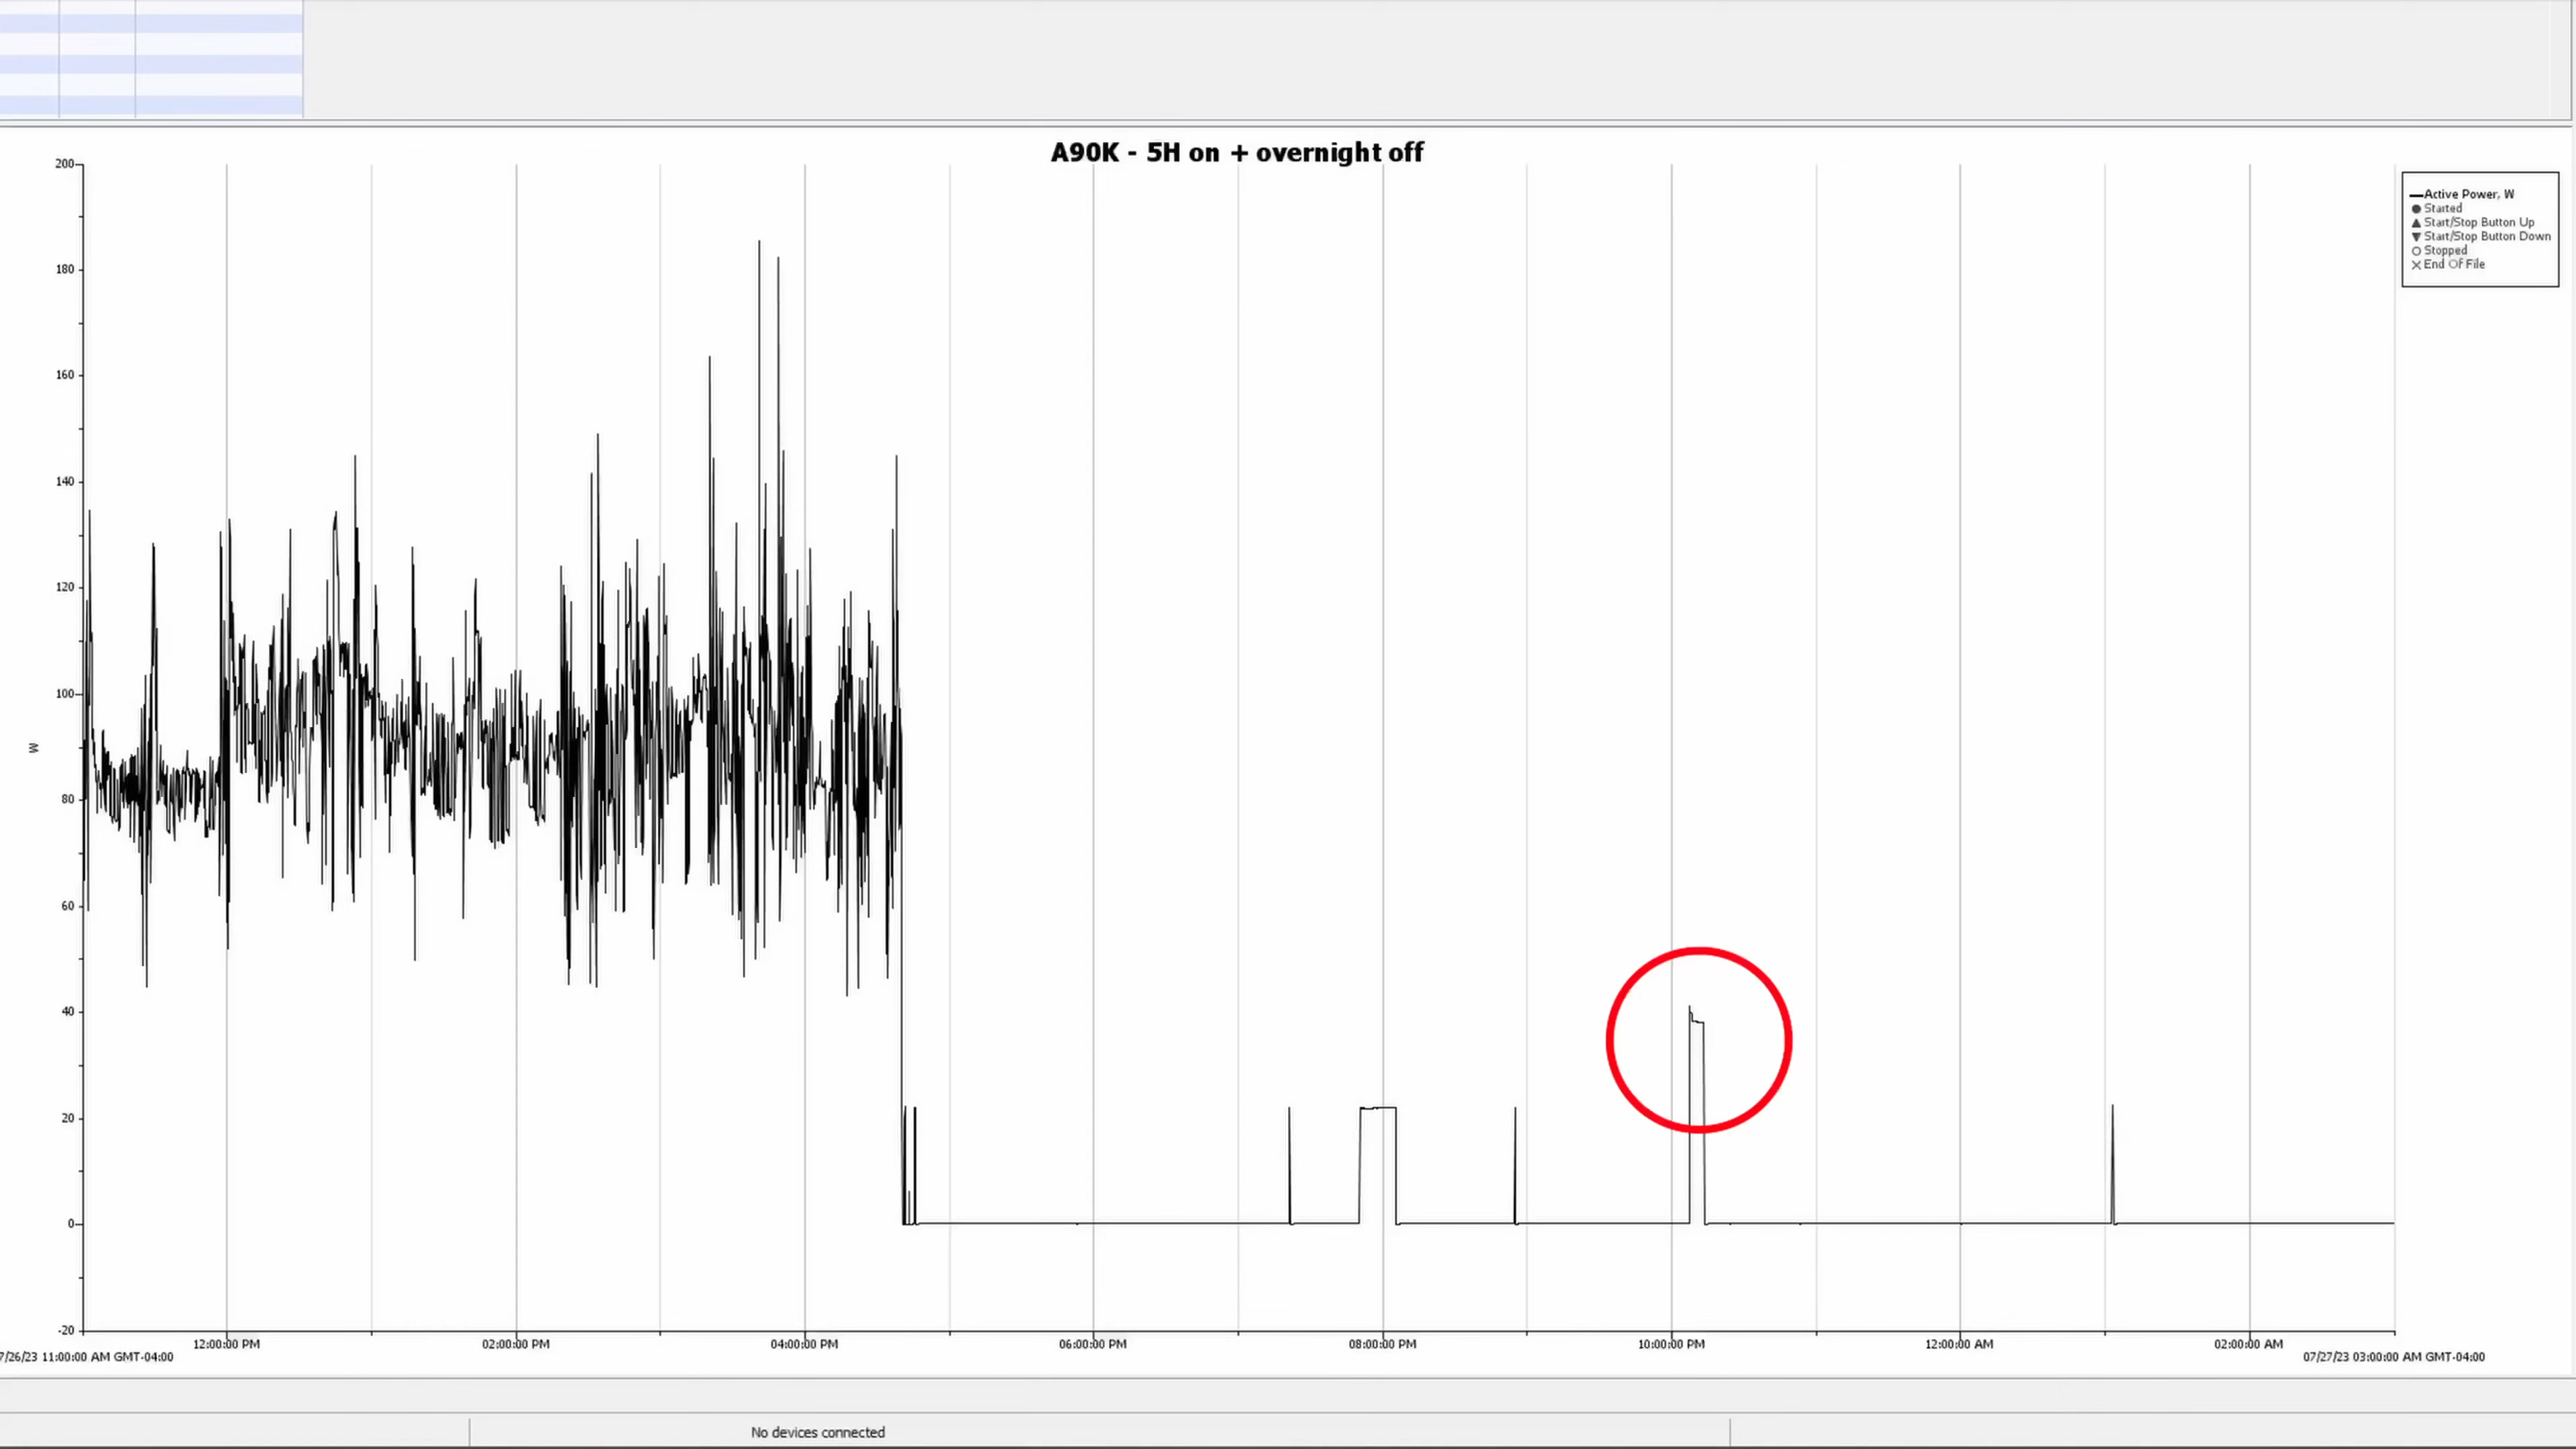 A90K - 5H on + overnight off
200
180
160
140
120
100
80
60
40
20
0
-20
W
Active Power, W
Started
Start/Stop Button Up
Start/Stop Button Down
Stopped
End Of File
12:00:00 PM
02:00:00 PM
04:00:00 PM
06:00:00 PM
08:00:00 PM
10:00:00 PM
12:00:00 AM
02:00:00 AM
7/26/23 11:00:00 AM GMT-04:00
07/27/23 03:00:00 AM GMT-04:00
No devices connected